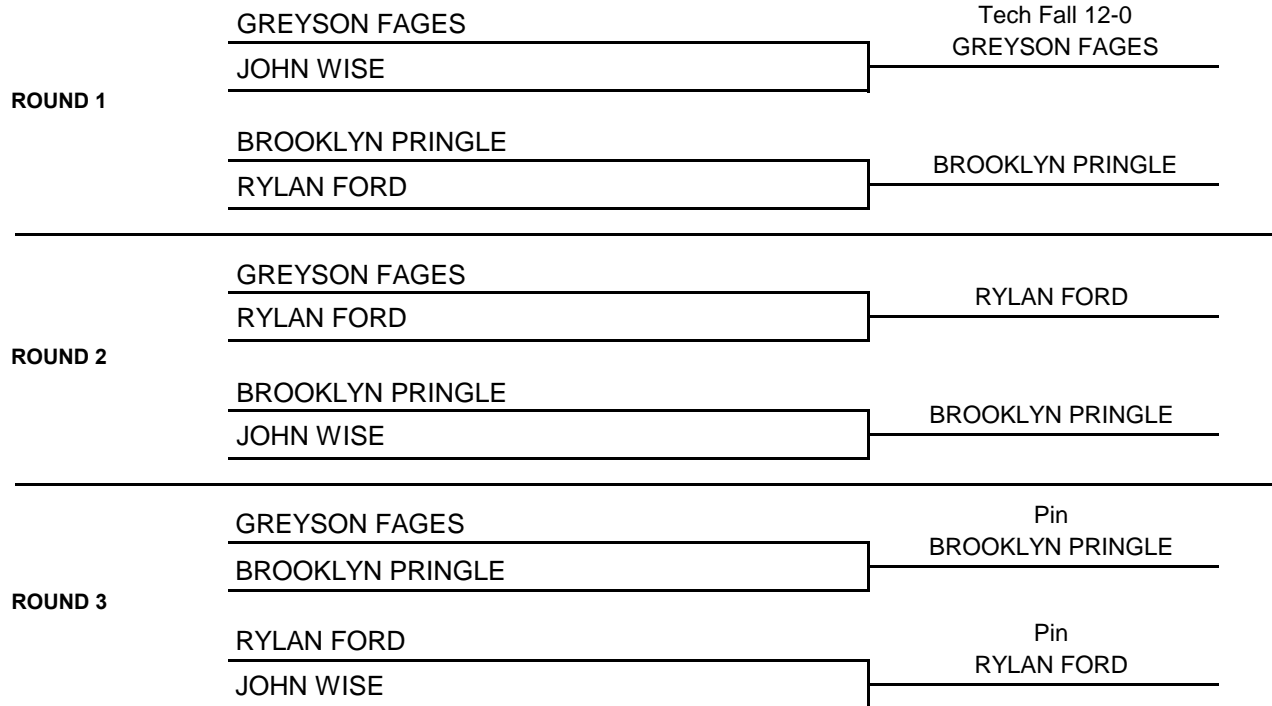 GREYSON FAGES
Tech Fall 12-0
GREYSON FAGES
JOHN WISE
ROUND 1
BROOKLYN PRINGLE
BROOKLYN PRINGLE
RYLAN FORD
GREYSON FAGES
RYLAN FORD
RYLAN FORD
ROUND 2
BROOKLYN PRINGLE
BROOKLYN PRINGLE
JOHN WISE
GREYSON FAGES
Pin
BROOKLYN PRINGLE
BROOKLYN PRINGLE
ROUND 3
RYLAN FORD
Pin
RYLAN FORD
JOHN WISE